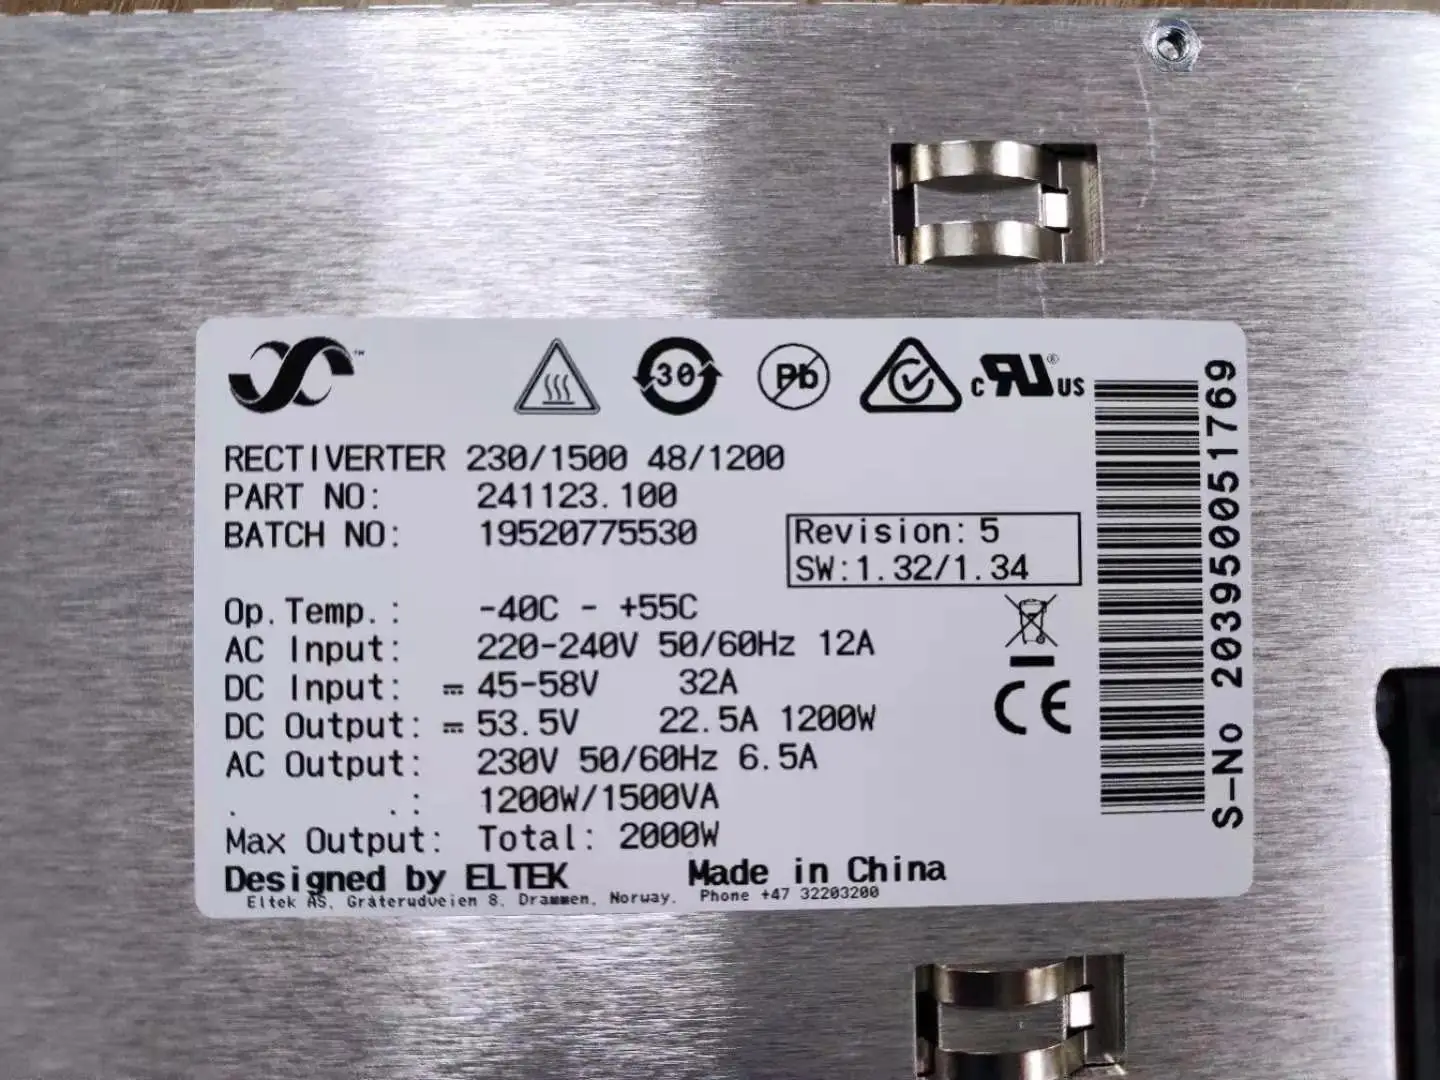 ™
30
Pb
c RU ® US
RECTIVERTER 230/1500 48/1200
PART NO: 241123.100
BATCH NO: 19520775530
Revision: 5
SW:1.32/1.34
Op.Temp.: -40C - +55C
AC Input: 220-240V 50/60Hz 12A
DC Input: 45-58V 32A
DC Output: 53.5V 22.5A 1200W
AC Output: 230V 50/60Hz 6.5A
. .: 1200W/1500VA
Max Output: Total: 2000W
CE
Designed by ELTEK Made in China
Eltek AS, Gråterudveien 8, Drammen, Norway. Phone +47 32203200
S-No 203950051769